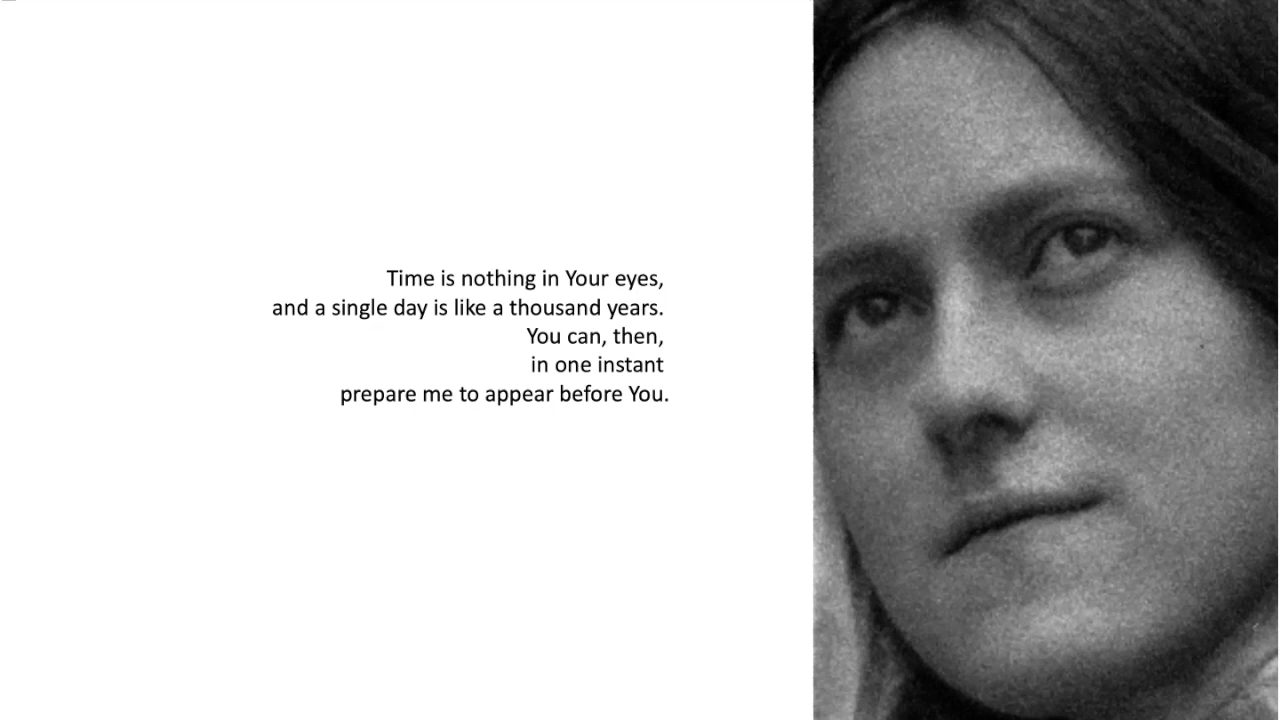 Time is nothing in Your eyes,
and a single day is like a thousand years.
You can, then,
in one instant
prepare me to appear before You.